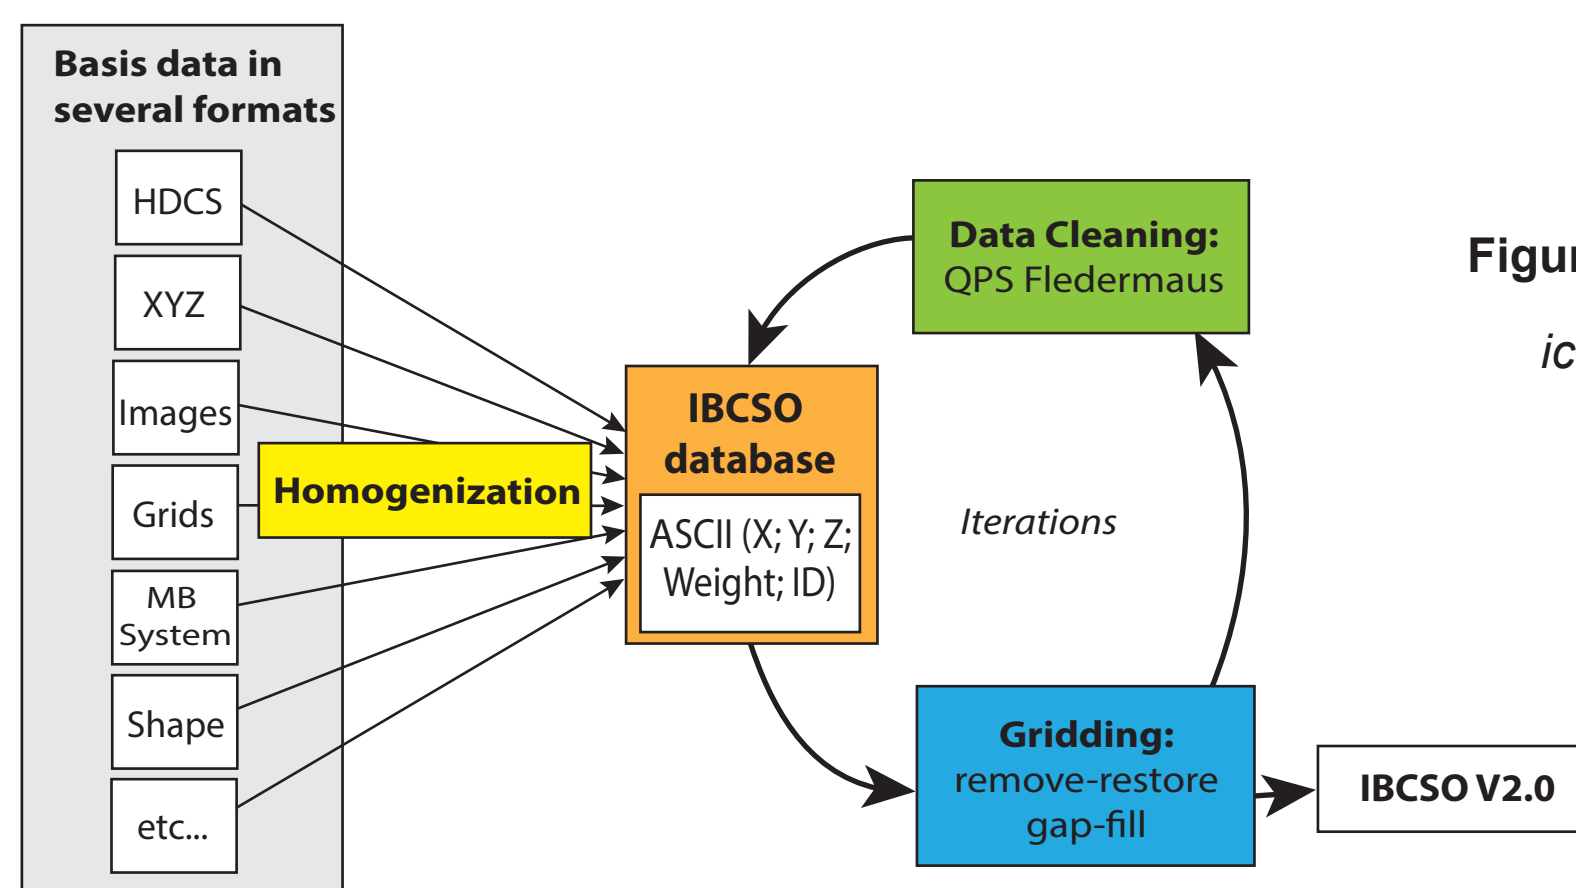 Basis data in
several formats
HDCS
XYZ
Images
Grids
MB
System
Shape
etc...
Homogenization
IBCSO
database
ASCII (X; Y; Z;
Weight; ID)
Data Cleaning:
QPS Fledermaus
Iterations
Gridding:
remove-restore
gap-fill
IBCSO V2.0